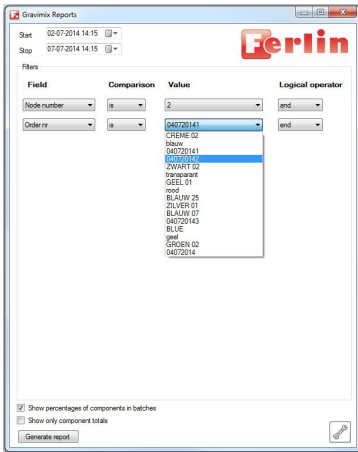 Gravimix Reports
Start 02-07-2014 14:15
Stop 07-07-2014 14:15
Ferlin
Filters
Field Comparison Value Logical operator
Node number is 2 and
Order nr is 040720141 end
CREME 02
blauw
040720141
040720142
ZWART 02
transparant
GEEL 01
rood
BLAUW 25
ZILVER 01
BLAUW 07
040720143
BLUE
geel
GROEN 02
04072014
Show percentages of components in batches
Show only component totals
Generate report